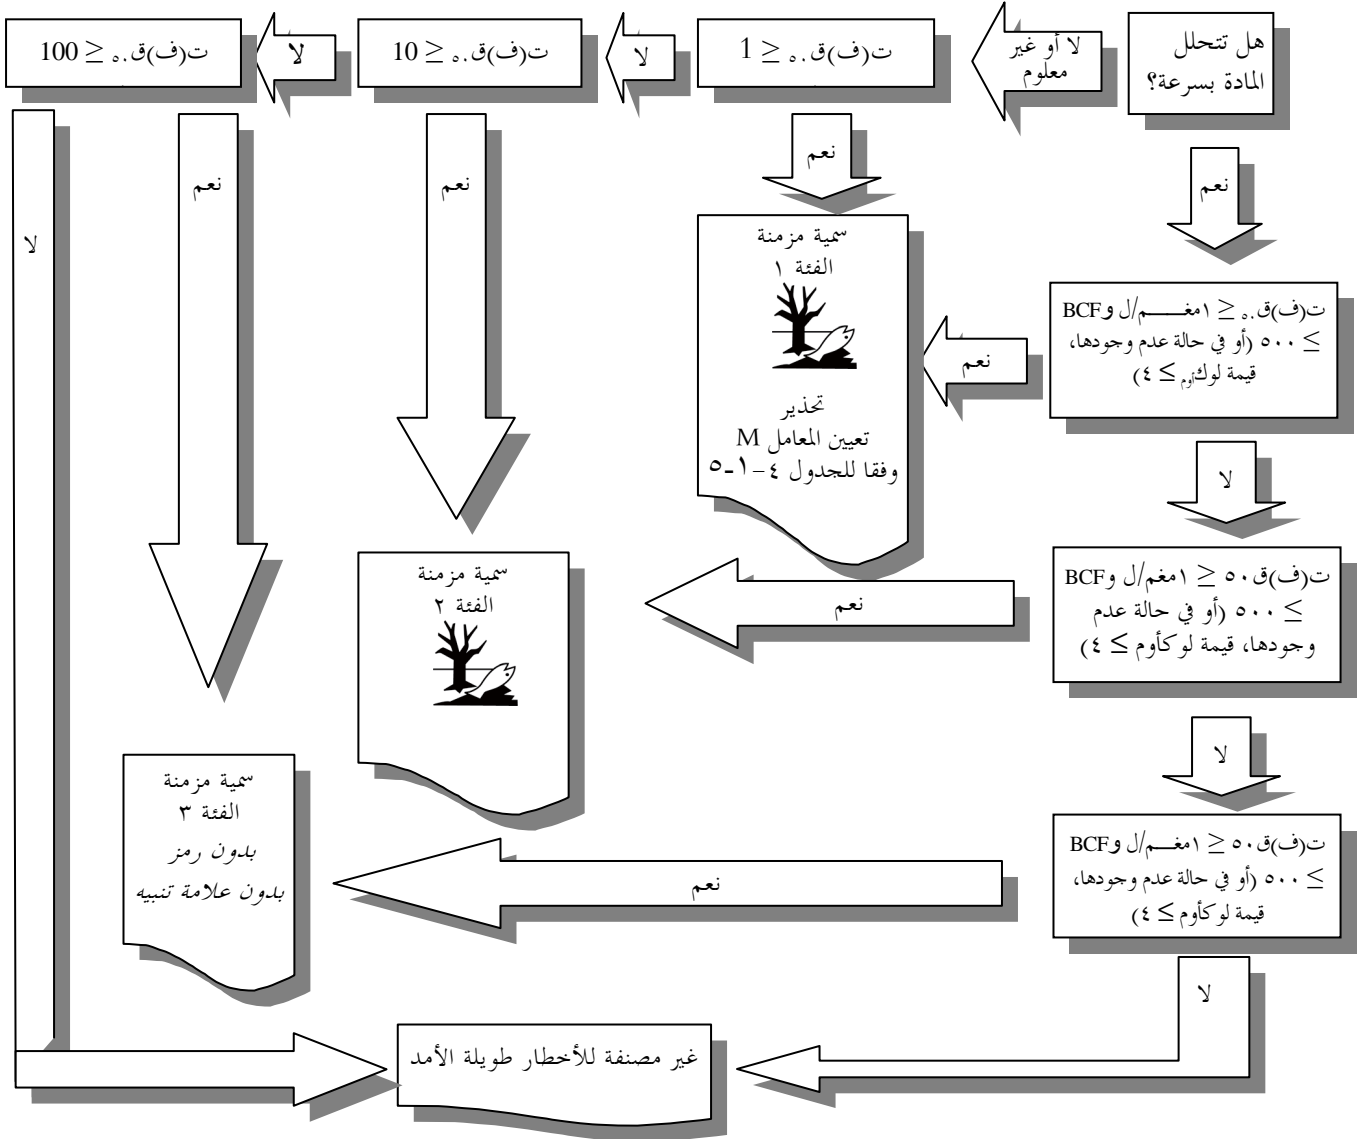 هل تتحلل
المادة بسرعة؟
لا أو غير
معلوم
ت(ف)ق.ه ≤ 1
لا
ت(ف)ق.ه ≤ 10
لا
ت(ف)ق.ه ≤ 100
نعم
نعم
نعم
نعم
لا
سمية مزمنة
الفئة ١
تحذير
تعيين المعامل M
وفقا للجدول ٤-١-٥
ت(ف)ق.ه ≤ ١مغم/ل وBCF
≥ ٥٠٠ (أو في حالة عدم وجودها،
قيمة لوكأوم ≥ ٤)
نعم
لا
ت(ف)ق٥٠ ≤ ١مغم/ل وBCF
≥ ٥٠٠ (أو في حالة عدم
وجودها، قيمة لوكأوم ≥ ٤)
نعم
سمية مزمنة
الفئة ٢
لا
ت(ف)ق٥٠ ≤ ١مغم/ل وBCF
≥ ٥٠٠ (أو في حالة عدم وجودها،
قيمة لوكأوم ≥ ٤)
نعم
سمية مزمنة
الفئة ٣
بدون رمز
بدون علامة تنبيه
لا
غير مصنفة للأخطار طويلة الأمد